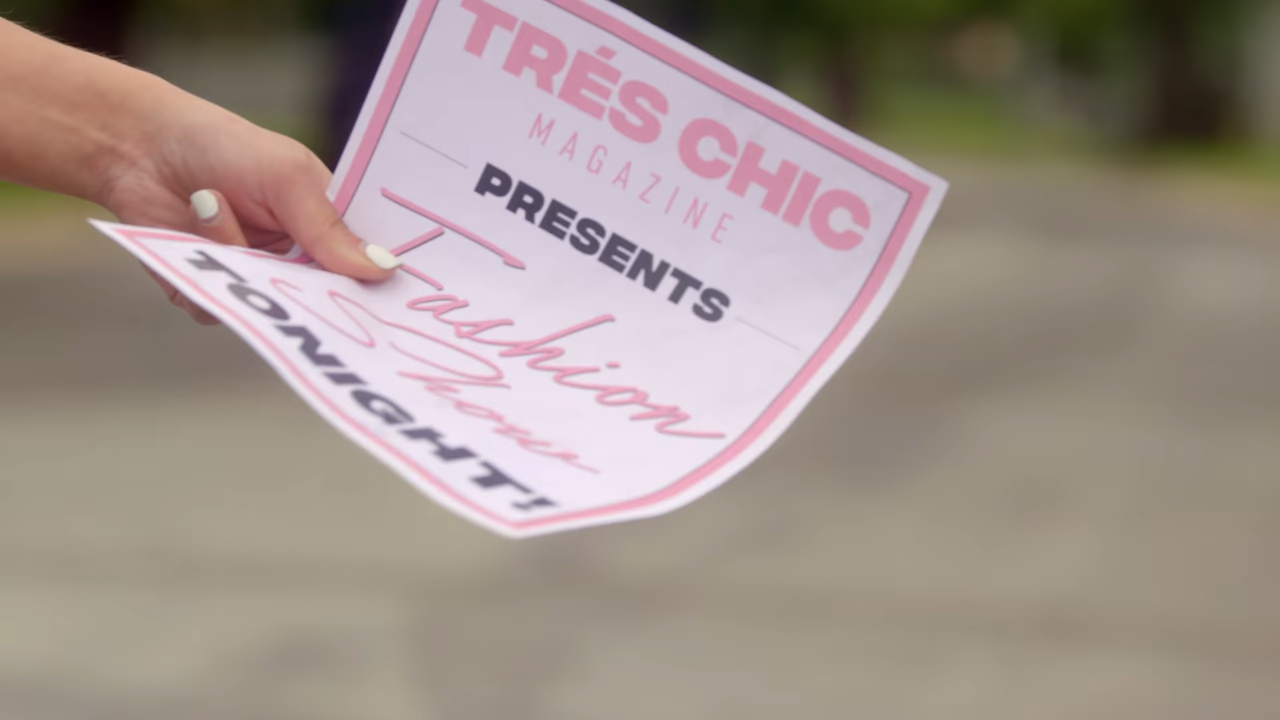 TRÉS CHIC
MAGAZINE
PRESENTS
Fashion
Show
TONIGHT!